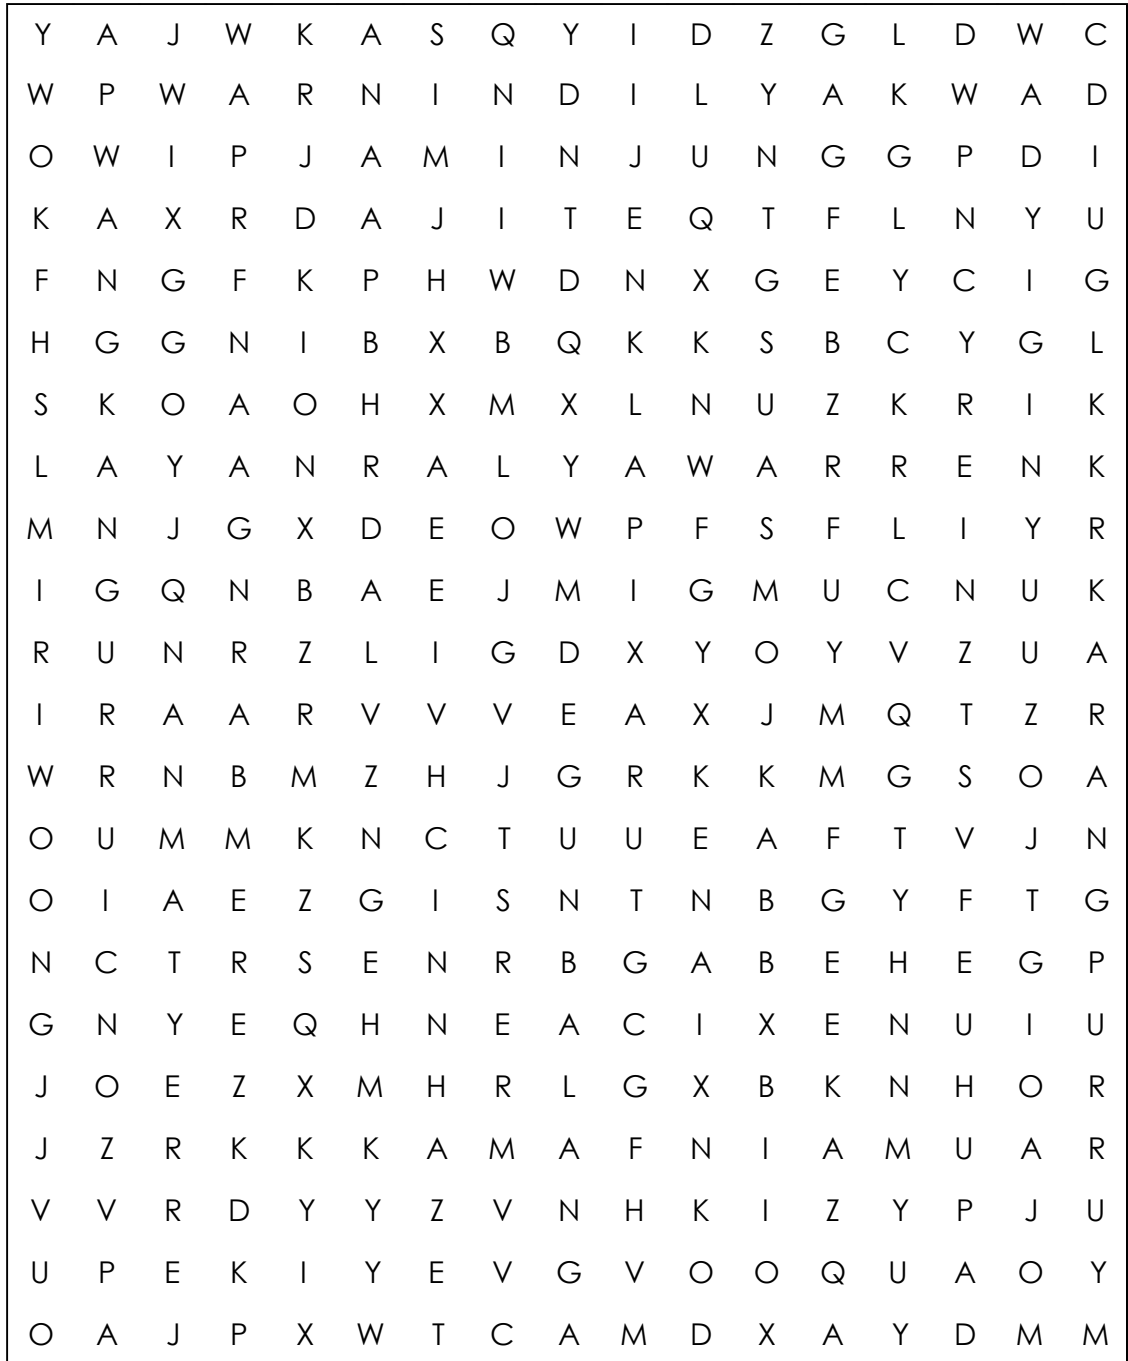 Y A J W K A S Q Y I D Z G L D W C
W P W A R N I N D I L Y A K W A D
O W I P J A M I N J U N G G P D I
K A X R D A J I T E Q T F L N Y U
F N G F K P H W D N X G E Y C I G
H G G N I B X B Q K K S B C Y G L
S K O A O H X M X L N U Z K R I K
L A Y A N R A L Y A W A R R E N K
M N J G X D E O W P F S F L I Y R
I G Q N B A E J M I G M U C N U K
R U N R Z L I G D X Y O Y V Z U A
I R A A R V V V E A X J M Q T Z R
W R N B M Z H J G R K K M G S O A
O U M M K N C T U U E A F T V J N
O I A E Z G I S N T N B G Y F T G
N C T R S E N R B G A B E H E G P
G N Y E Q H N E A C I X E N U I U
J O E Z X M H R L G X B K N H O R
J Z R K K K A M A F N I A M U A R
V V R D Y Y Z V N H K I Z Y P J U
U P E K I Y E V G V O O Q U A O Y
O A J P X W T C A M D X A Y D M M